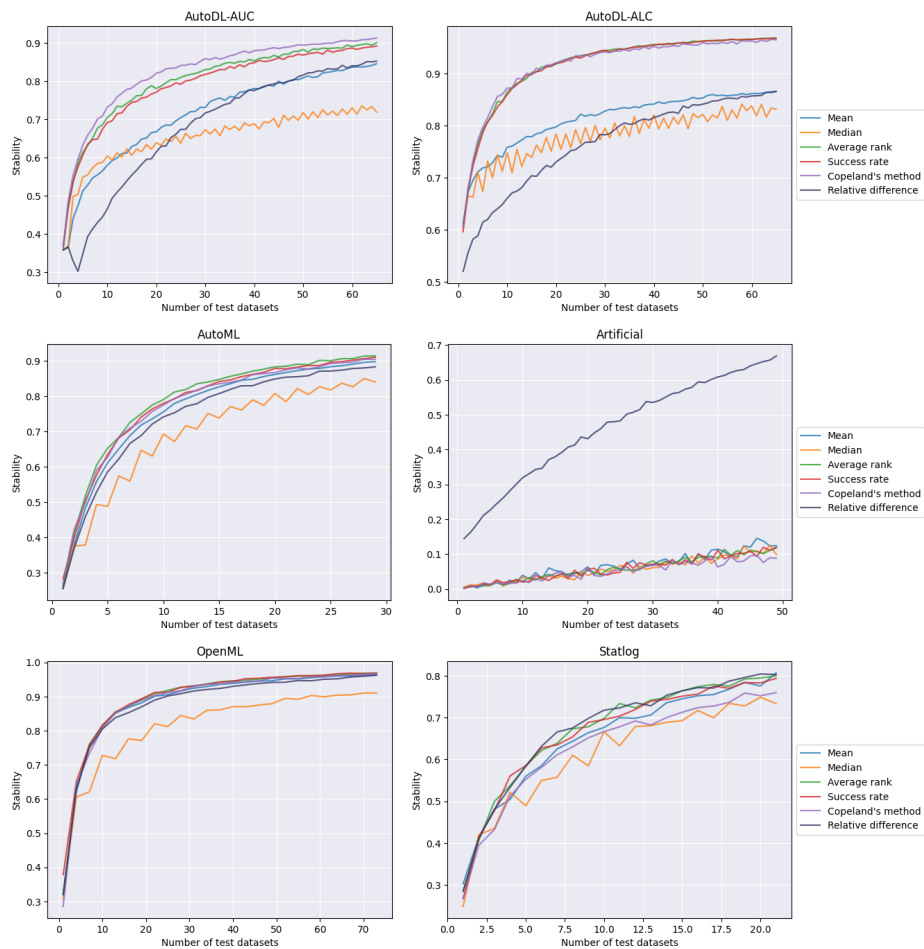 AutoDL-AUC
0.9
0.8
0.7
0.6
0.5
0.4
0.3
Stability
0 10 20 30 40 50 60
Number of test datasets
AutoDL-ALC
0.9
0.8
0.7
0.6
0.5
Stability
0 10 20 30 40 50 60
Number of test datasets
Mean
Median
Average rank
Success rate
Copeland's method
Relative difference
AutoML
0.9
0.8
0.7
0.6
0.5
0.4
0.3
Stability
0 5 10 15 20 25 30
Number of test datasets
Artificial
0.7
0.6
0.5
0.4
0.3
0.2
0.1
0.0
Stability
0 10 20 30 40 50
Number of test datasets
Mean
Median
Average rank
Success rate
Copeland's method
Relative difference
OpenML
1.0
0.9
0.8
0.7
0.6
0.5
0.4
0.3
Stability
0 10 20 30 40 50 60 70
Number of test datasets
Statlog
0.8
0.7
0.6
0.5
0.4
0.3
Stability
0.0 2.5 5.0 7.5 10.0 12.5 15.0 17.5 20.0
Number of test datasets
Mean
Median
Average rank
Success rate
Copeland's method
Relative difference